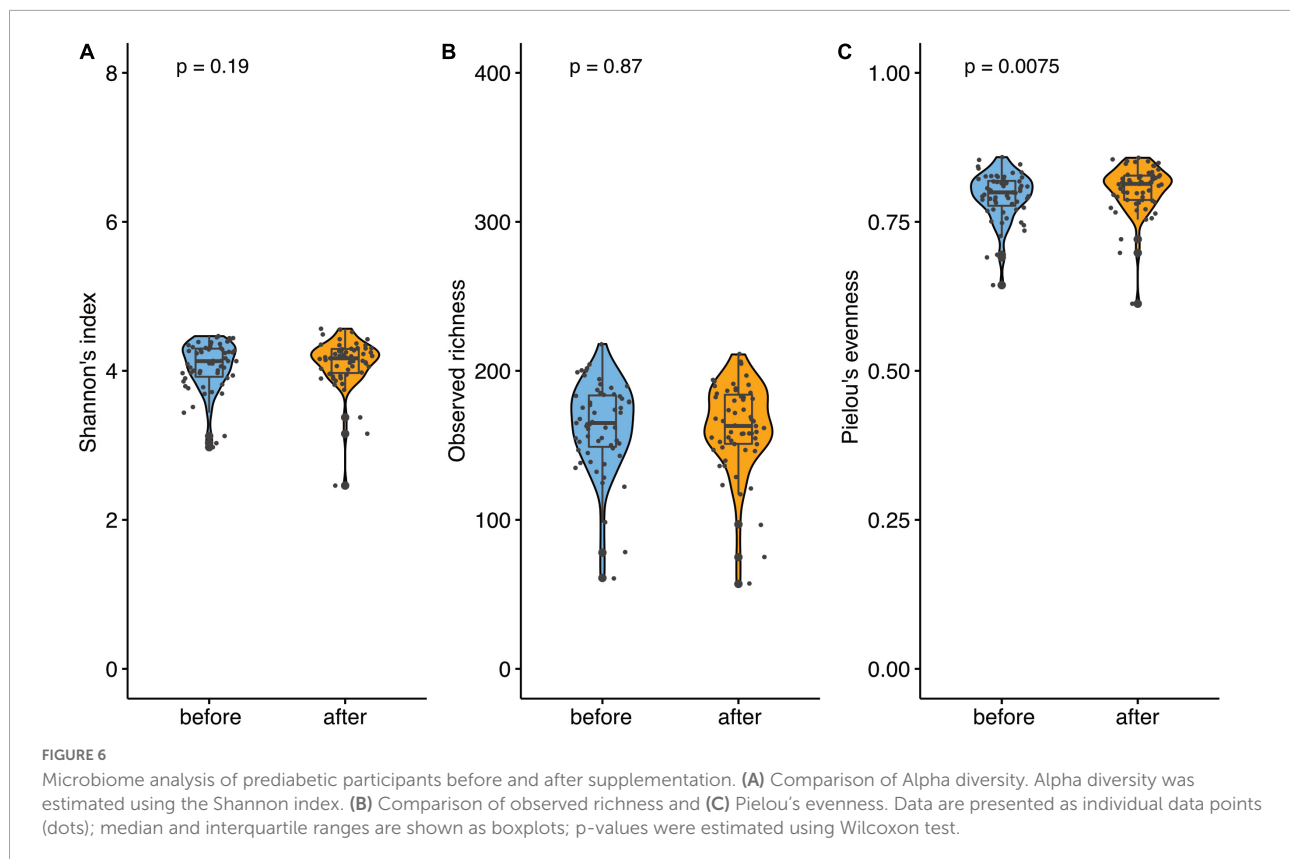 A
p = 0.19
8
6
4
2
0
Shannon's index
before
after
B
p = 0.87
400
300
200
100
0
Observed richness
before
after
C
p = 0.0075
1.00
0.75
0.50
0.25
0.00
Pielou's evenness
before
after
FIGURE 6
Microbiome analysis of prediabetic participants before and after supplementation. (A) Comparison of Alpha diversity. Alpha diversity was
estimated using the Shannon index. (B) Comparison of observed richness and (C) Pielou's evenness. Data are presented as individual data points
(dots); median and interquartile ranges are shown as boxplots; p-values were estimated using Wilcoxon test.